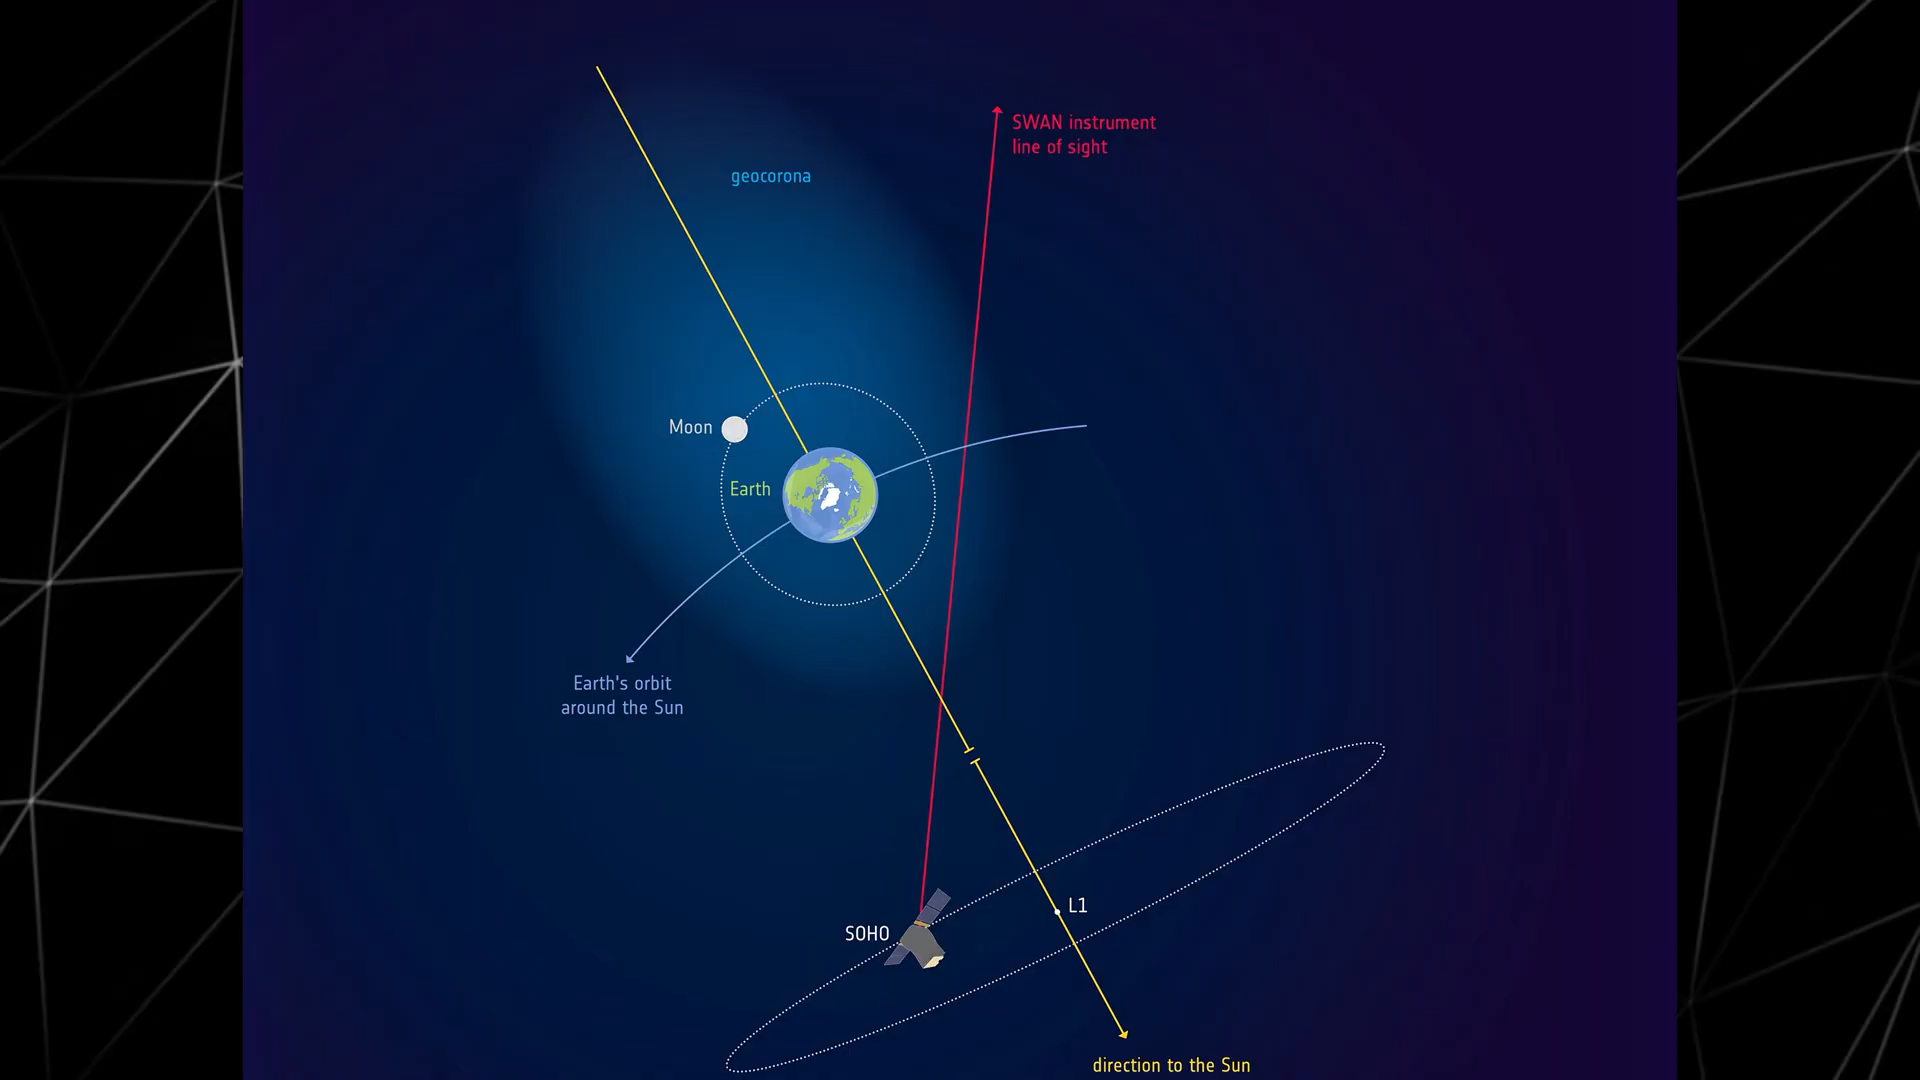 SWAN instrument
line of sight
geocorona
Moon
Earth
Earth's orbit
around the Sun
L1
SOHO
direction to the Sun